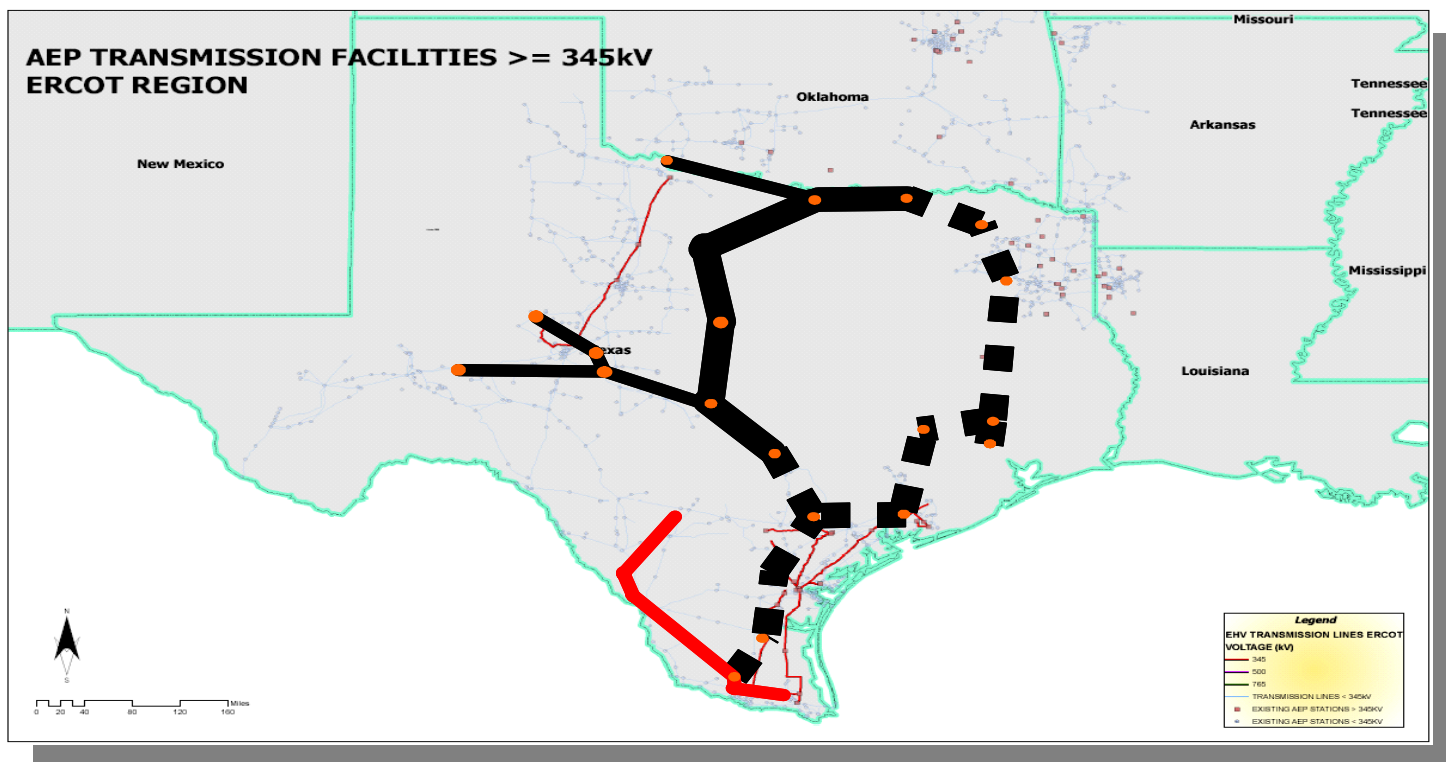 Missouri
AEP TRANSMISSION FACILITIES >= 345kV
ERCOT REGION
Tennessee
Oklahoma
Tennessee
Arkansas
New Mexico
Mississippi
exas
Louisiana
N
S
Miles
0 20 40 80 120 160
Legend
EHV TRANSMISSION LINES ERCOT
VOLTAGE (kV)
345
500
765
TRANSMISSION LINES < 345kV
EXISTING AEP STATIONS > 345KV
EXISTING AEP STATIONS < 345KV